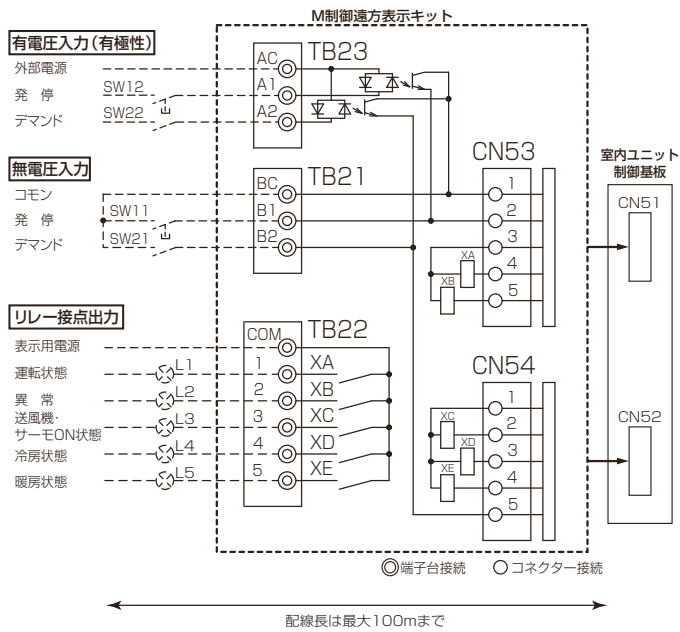 M制御遠方表示キット
有電圧入力(有極性)
外部電源
発 停
デマンド
SW12
SW22
AC
A1
A2
TB23
無電圧入力
コモン
発 停
デマンド
SW11
SW21
BC
B1
B2
TB21
CN53
1
2
3
4
5
XA
XB
室内ユニット
制御基板
CN51
CN52
リレー接点出力
表示用電源
運転状態
異 常
送風機・
サーモON状態
冷房状態
暖房状態
L1
L2
L3
L4
L5
COM
1
2
3
4
5
TB22
XA
XB
XC
XD
XE
CN54
1
2
3
4
5
XC
XD
XE
端子台接続
コネクター接続
配線長は最大100mまで